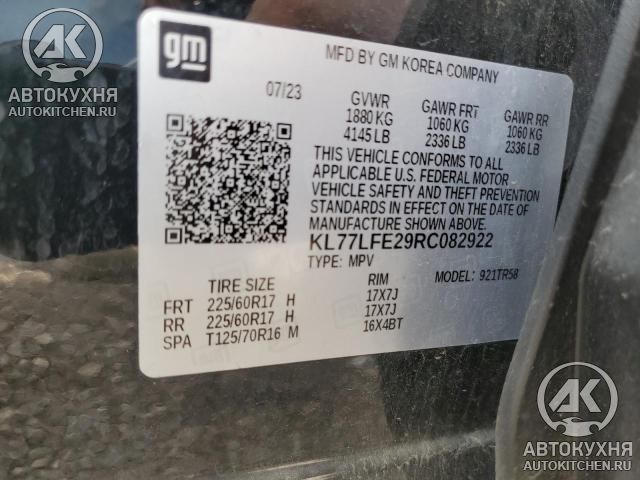 AK
АВТОКУХНЯ
AUTOKITCHEN.RU
gm
MFD BY GM KOREA COMPANY
07/23
GVWR GAWR FRT GAWR RR
1880 KG 1060 KG 1060 KG
4145 LB 2336 LB 2336 LB
THIS VEHICLE CONFORMS TO ALL
APPLICABLE U.S. FEDERAL MOTOR
VEHICLE SAFETY AND THEFT PREVENTION
STANDARDS IN EFFECT ON THE DATE OF
MANUFACTURE SHOWN ABOVE.
KL77LFE29RC082922
TYPE: MPV MODEL: 921TR58
TIRE SIZE RIM
FRT 225/60R17 H 17X7J
RR 225/60R17 H 17X7J
SPA T125/70R16 M 16X4BT
AK
АВТОКУХНЯ
AUTOKITCHEN.RU